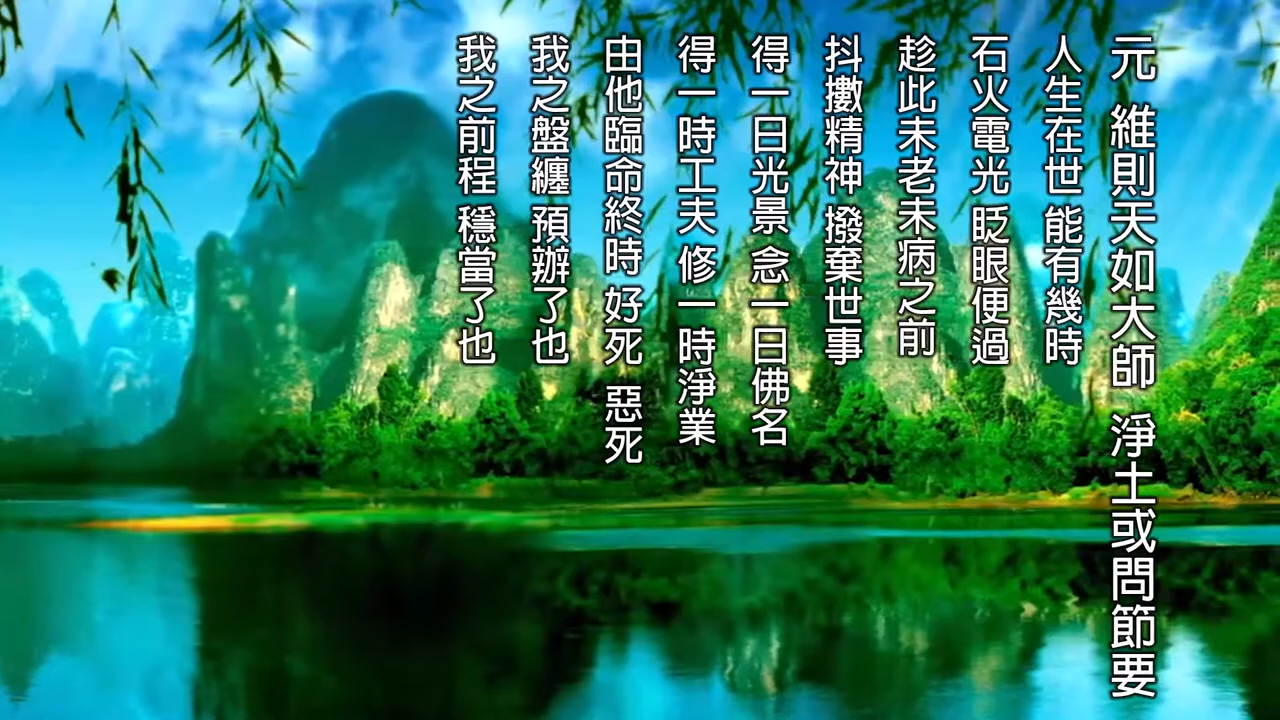 元 維則天如大師 淨土或問節要
人生在世 能有幾時
石火電光 眨眼便過
趁此未老未病之前
抖擻精神 撥棄世事
得一日光景 念一日佛名
得一時工夫 修一時淨業
由他臨命終時 好死 惡死
我之盤纏 預辦了也
我之前程 穩當了也